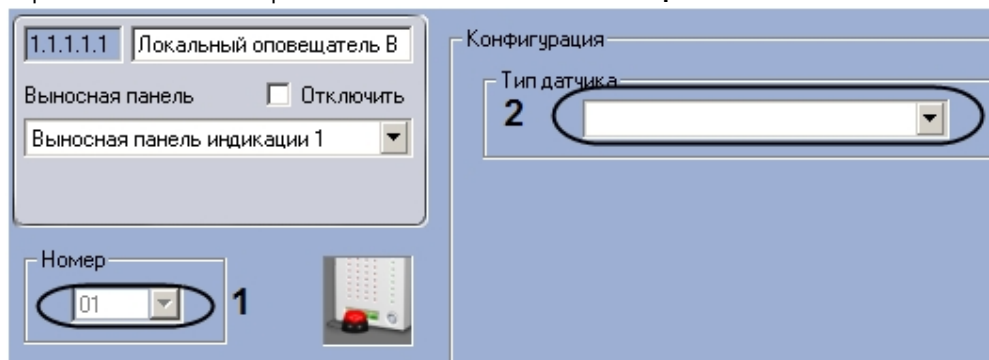 1.1.1.1.1 Локальный оповещатель В
Выносная панель Отключить
Выносная панель индикации 1
Номер
01
1
Конфигурация
Тип датчика
2